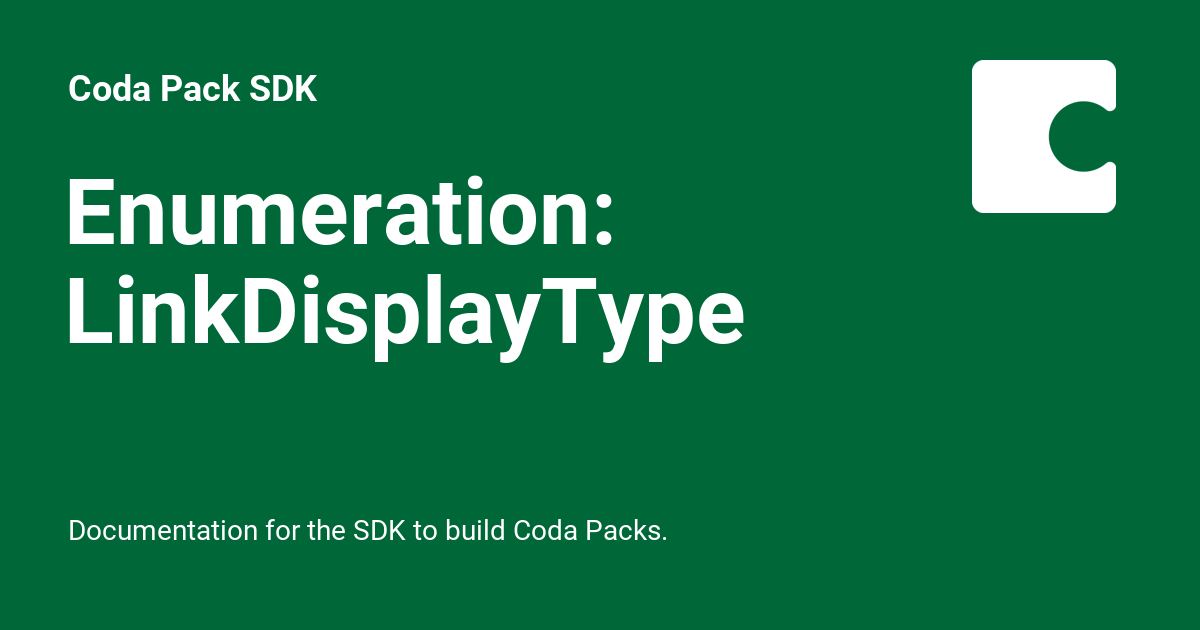 Coda Pack SDK
Enumeration:
LinkDisplayType
Documentation for the SDK to build Coda Packs.